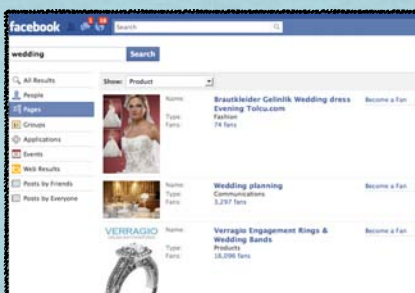 facebook 1 Search
wedding Search
All Results
People
Pages
Groups
Applications
Events
Web Results
Posts by Friends
Posts by Everyone
Show: Product
Name: Brautkleider Gelinlik Wedding dress Become a Fan
Evening Tolcu.com
Type: Fashion
Fans: 74 fans
Name: Wedding planning Become a Fan
Type: Communications
Fans: 3,297 fans
VERRAGIO
Name: Verragio Engagement Rings & Become a Fan
Wedding Bands
Type: Products
Fans: 16,096 fans